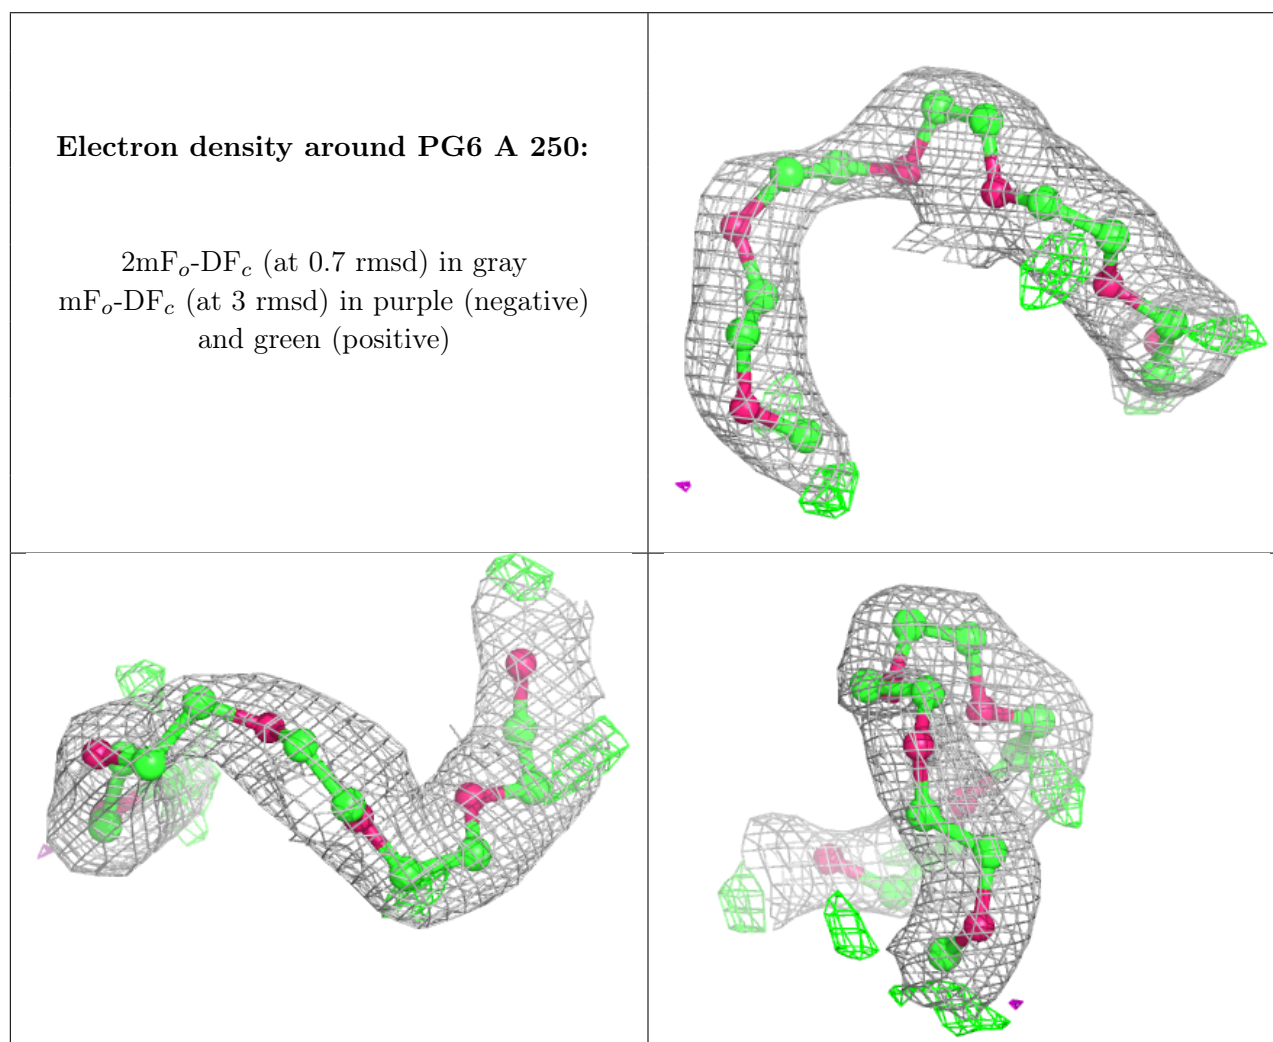 Electron density around PG6 A 250:
2mFo-DFc (at 0.7 rmsd) in gray
mFo-DFc (at 3 rmsd) in purple (negative)
and green (positive)